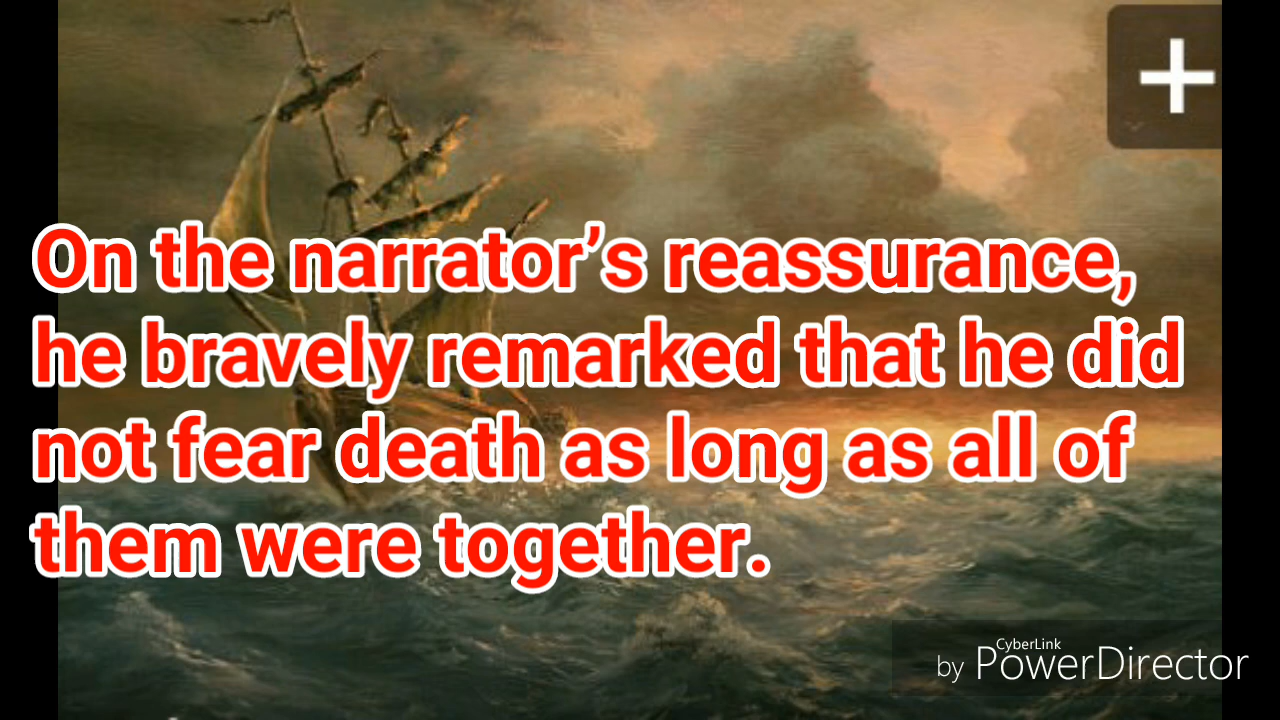 On the narrator’s reassurance,
he bravely remarked that he did
not fear death as long as all of
them were together.
CyberLink
by PowerDirector